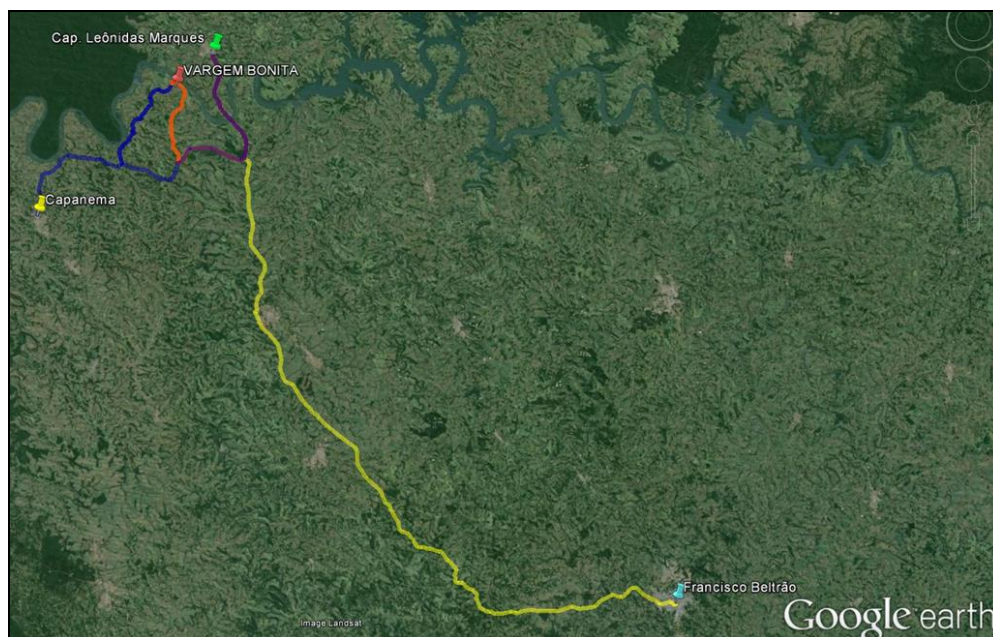 Cap. Leônidas Marques
VARGEM BONITA
Capanema
Francisco Beltrão
Image Landsat
Google earth